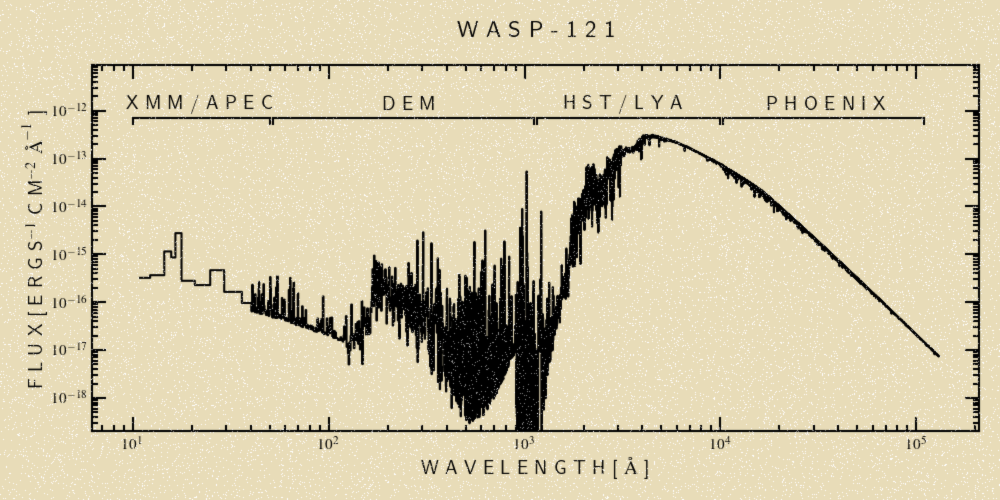 WASP-121
XMM/APEC DEM HST/LYA PHOENIX
FLUX[ERGS⁻¹CM⁻²Å⁻¹]
10⁻¹²
10⁻¹³
10⁻¹⁴
10⁻¹⁵
10⁻¹⁶
10⁻¹⁷
10⁻¹⁸
10¹ 10² 10³ 10⁴ 10⁵
WAVELENGTH[Å]